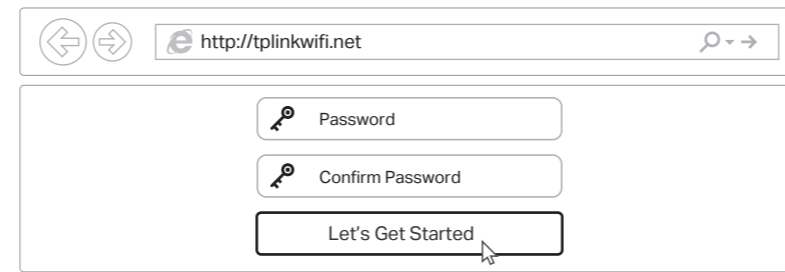 http://tplinkwifi.net
Password
Confirm Password
Let's Get Started